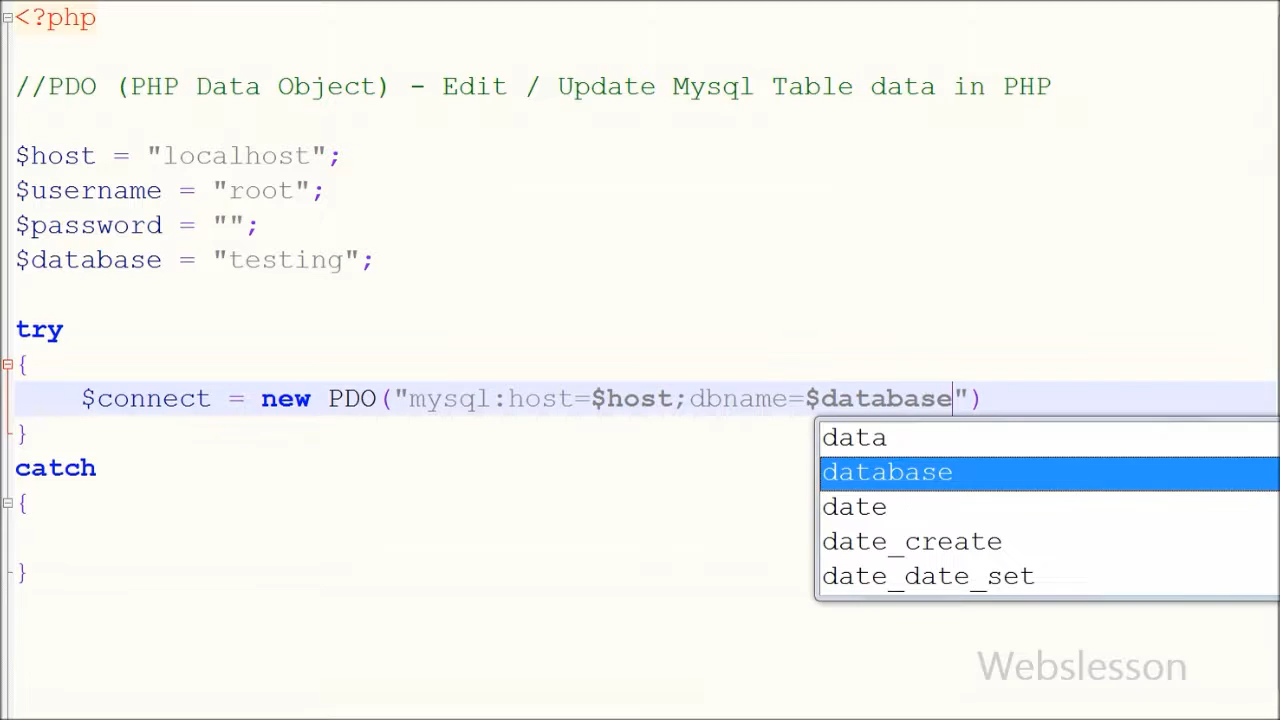 <?php
//PDO (PHP Data Object) - Edit / Update Mysql Table data in PHP
$host = "localhost";
$username = "root";
$password = "";
$database = "testing";
try
{
$connect = new PDO("mysql:host=$host;dbname=$database")
}
catch
{
}
data
database
date
date_create
date_date_set
Webslesson